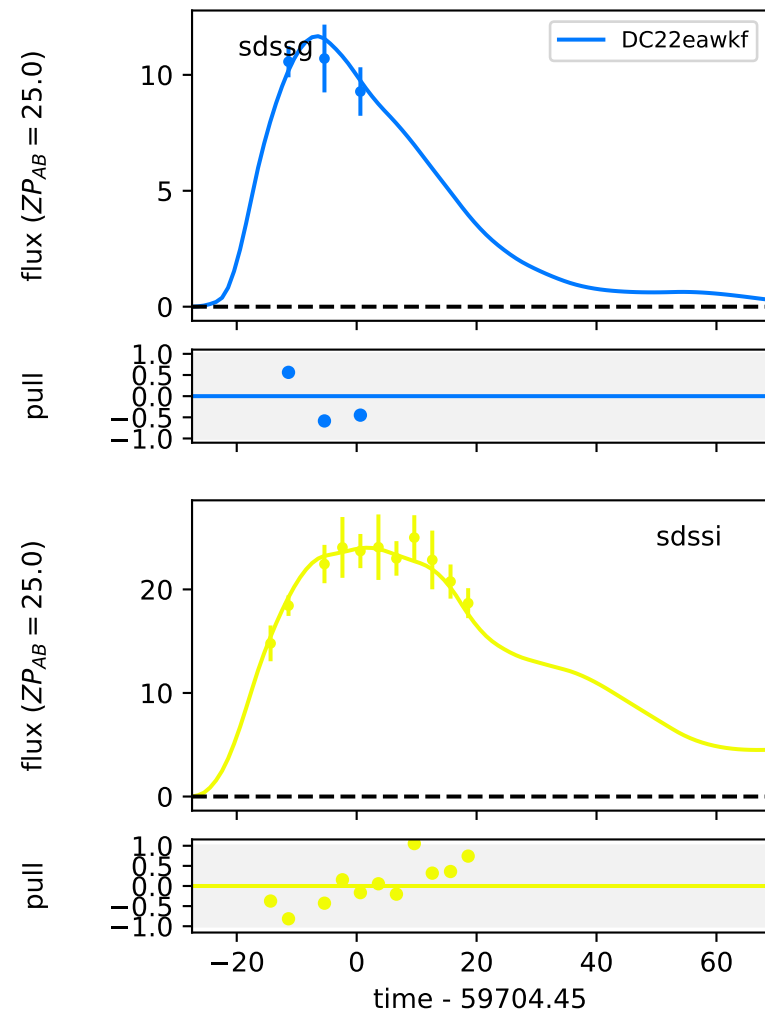 sdssg
DC22eawkf
flux (ZP_AB = 25.0)
10
5
0
pull
1.0
0.5
0.0
−0.5
−1.0
sdssi
flux (ZP_AB = 25.0)
20
10
0
pull
1.0
0.5
0.0
−0.5
−1.0
−20 0 20 40 60
time - 59704.45